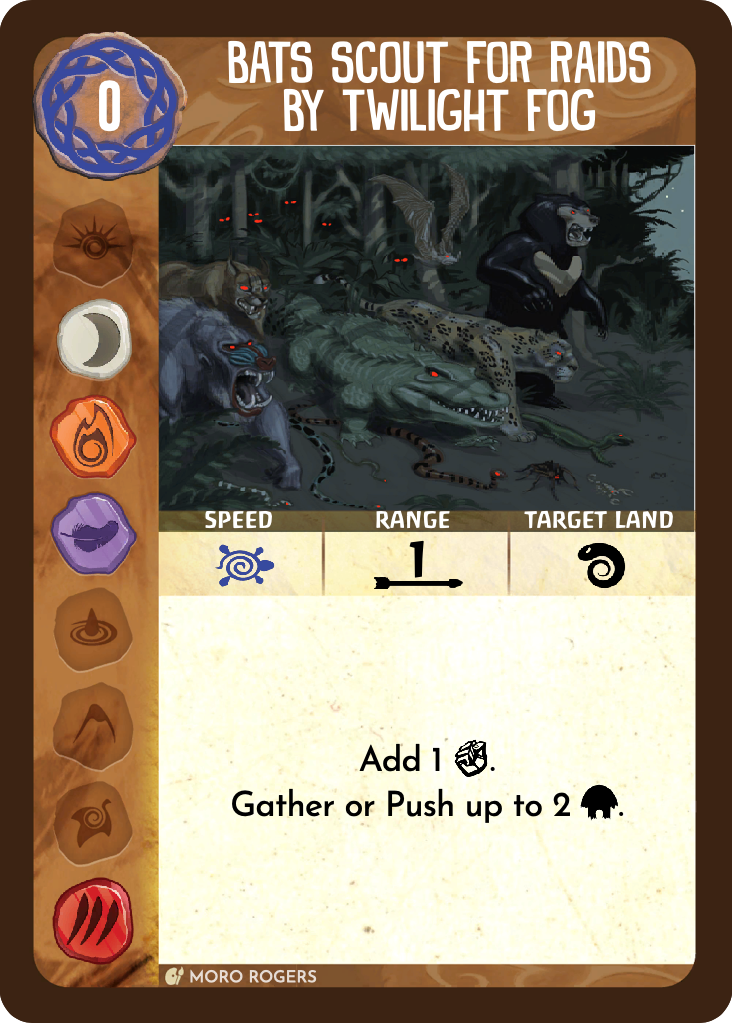 0
BATS SCOUT FOR RAIDS
BY TWILIGHT FOG
SPEED RANGE TARGET LAND
1
Add 1 .
Gather or Push up to 2 .
MORO ROGERS